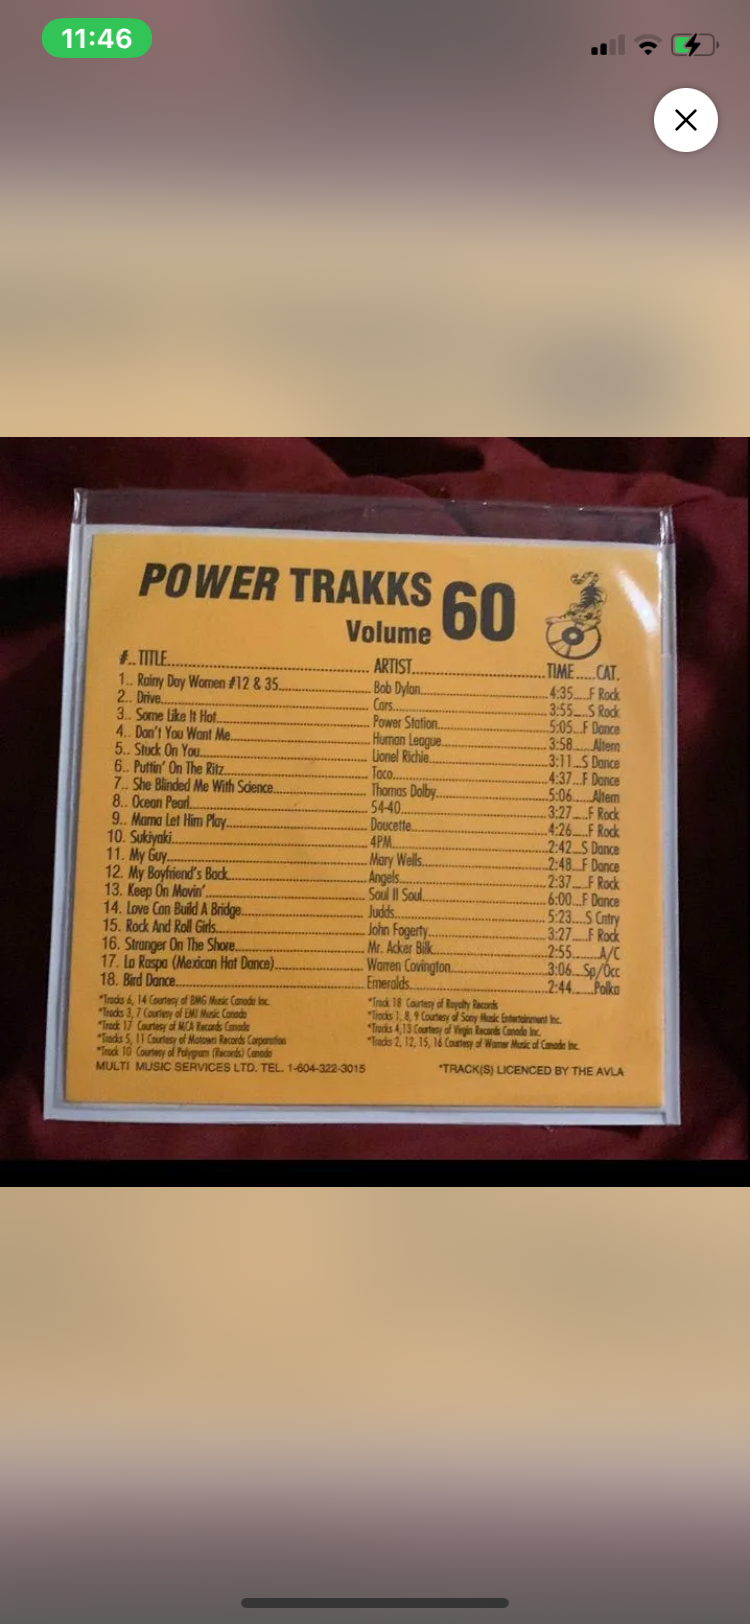 11:46
POWER TRAKKS 60
Volume
#.. TITLE.......... ARTIST.......... TIME.....CAT.
1.. Rainy Day Women #12 & 35.......... Bob Dylan.......... 4:35....F Rock
2.. Drive.......... Cars.......... 3:55....S Rock
3.. Some Like It Hot.......... Power Station.......... 5:05...F Dance
4.. Don't You Want Me.......... Human League.......... 3:58.....Altern
5.. Stuck On You.......... Lionel Richie.......... 3:11...S Dance
6.. Puttin' On The Ritz.......... Taco.......... 4:37...F Dance
7.. She Blinded Me With Science.......... Thomas Dolby.......... 5:06.....Altern
8.. Ocean Pearl.......... 54-40.......... 3:27....F Rock
9.. Mama Let Him Play.......... Doucette.......... 4:26....F Rock
10. Sukiyaki.......... 4PM.......... 2:42...S Dance
11. My Guy.......... Mary Wells.......... 2:48...F Dance
12. My Boyfriend's Back.......... Angels.......... 2:37....F Rock
13. Keep On Movin'.......... Soul II Soul.......... 6:00...F Dance
14. Love Can Build A Bridge.......... Judds.......... 5:23....S Cntry
15. Rock And Roll Girls.......... John Fogerty.......... 3:27....F Rock
16. Stranger On The Shore.......... Mr. Acker Bilk.......... 2:55.......A/C
17. La Raspa (Mexican Hat Dance).......... Warren Covington.......... 3:06...Sp/Occ
18. Bird Dance.......... Emeralds.......... 2:44......Polka
*Tracks 6, 14 Courtesy of BMG Music Canada Inc.
*Tracks 3, 7 Courtesy of EMI Music Canada
*Track 17 Courtesy of MCA Records Canada
*Tracks 5, 11 Courtesy of Motown Records Corporation
*Track 10 Courtesy of Polygram (Records) Canada
*Track 18 Courtesy of Royalty Records
*Tracks 1, 8, 9 Courtesy of Sony Music Entertainment Inc.
*Tracks 4,13 Courtesy of Virgin Records Canada Inc.
*Tracks 2, 12, 15, 16 Courtesy of Warner Music of Canada Inc.
MULTI MUSIC SERVICES LTD. TEL. 1-604-322-3015 *TRACK(S) LICENCED BY THE AVLA